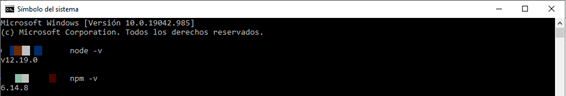 Símbolo del sistema
Microsoft Windows [Versión 10.0.19042.985]
(c) Microsoft Corporation. Todos los derechos reservados.
node -v
v12.19.0
npm -v
6.14.8